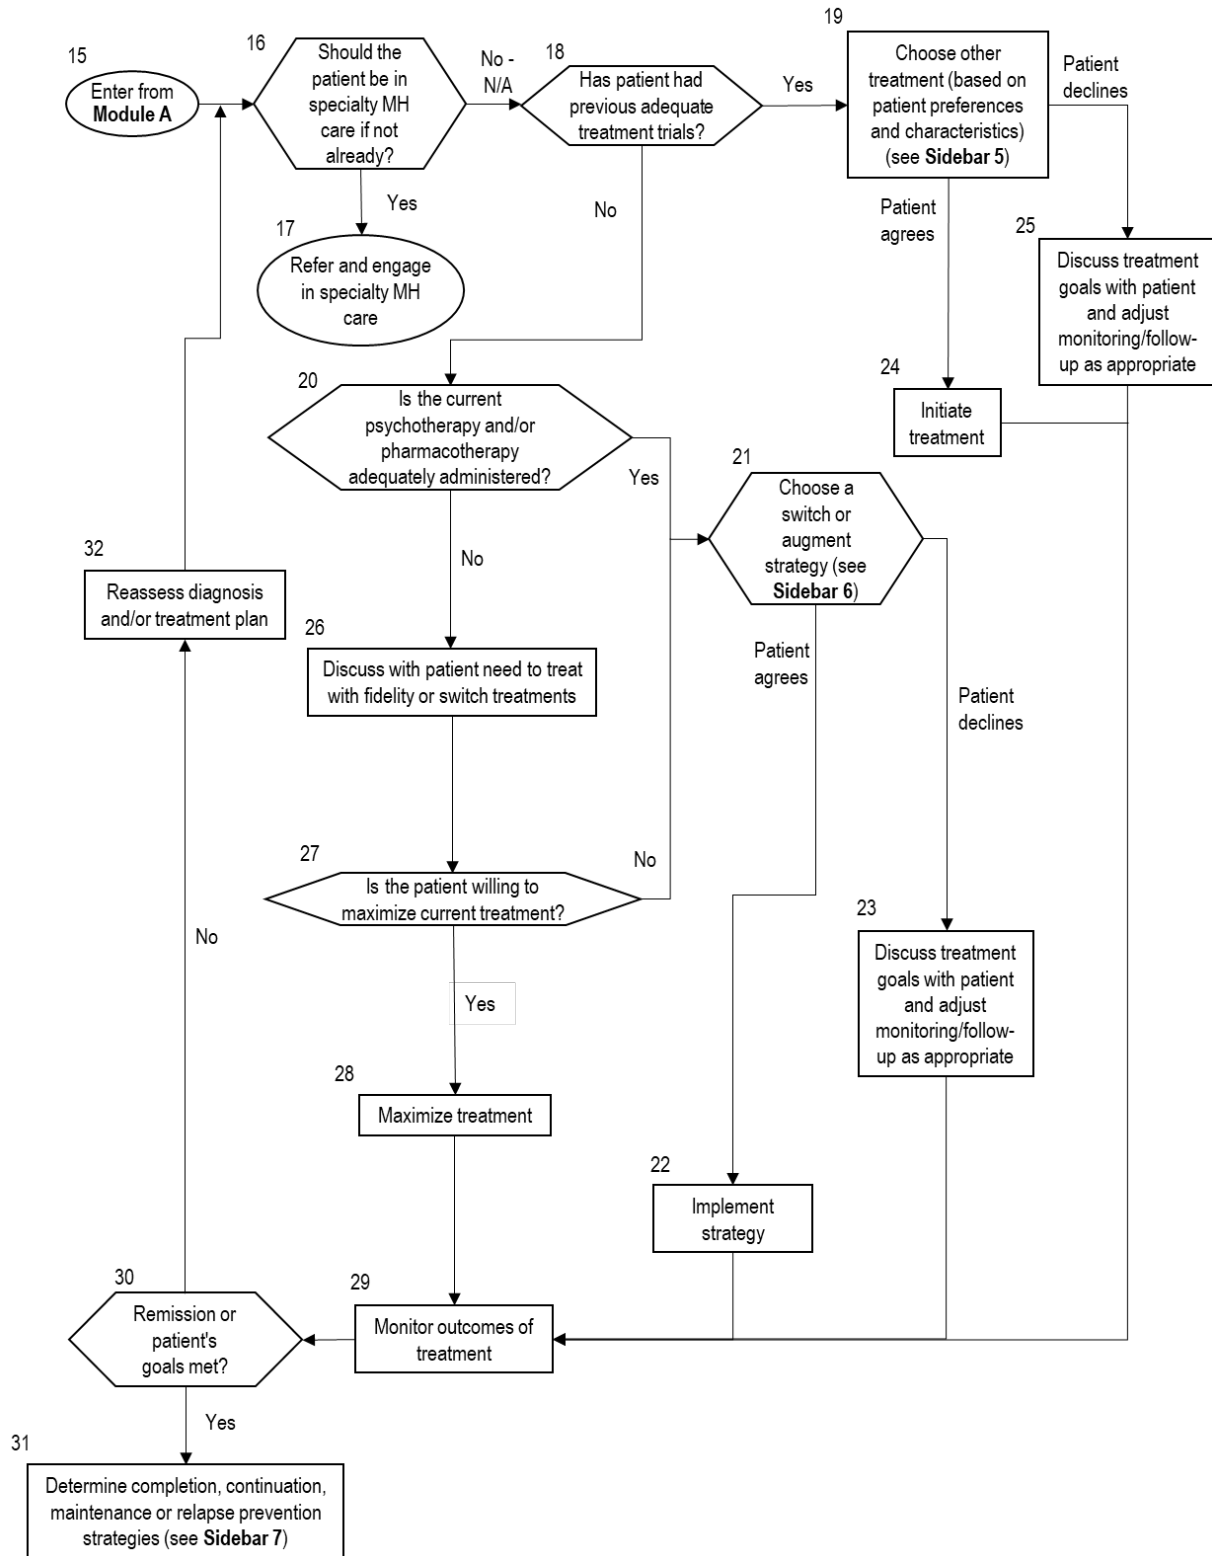 15
Enter from
Module A
16
Should the
patient be in
specialty MH
care if not
already?
No -
N/A
Yes
17
Refer and engage
in specialty MH
care
18
Has patient had
previous adequate
treatment trials?
Yes
No
19
Choose other
treatment (based on
patient preferences
and characteristics)
(see Sidebar 5)
Patient
declines
Patient
agrees
25
Discuss treatment
goals with patient
and adjust
monitoring/follow-
up as appropriate
24
Initiate
treatment
20
Is the current
psychotherapy and/or
pharmacotherapy
adequately administered?
Yes
No
21
Choose a
switch or
augment
strategy (see
Sidebar 6)
Patient
agrees
Patient
declines
32
Reassess diagnosis
and/or treatment plan
26
Discuss with patient need to treat
with fidelity or switch treatments
27
Is the patient willing to
maximize current treatment?
No
Yes
23
Discuss treatment
goals with patient
and adjust
monitoring/follow-
up as appropriate
No
28
Maximize treatment
22
Implement
strategy
29
Monitor outcomes of
treatment
30
Remission or
patient's
goals met?
Yes
31
Determine completion, continuation,
maintenance or relapse prevention
strategies (see Sidebar 7)